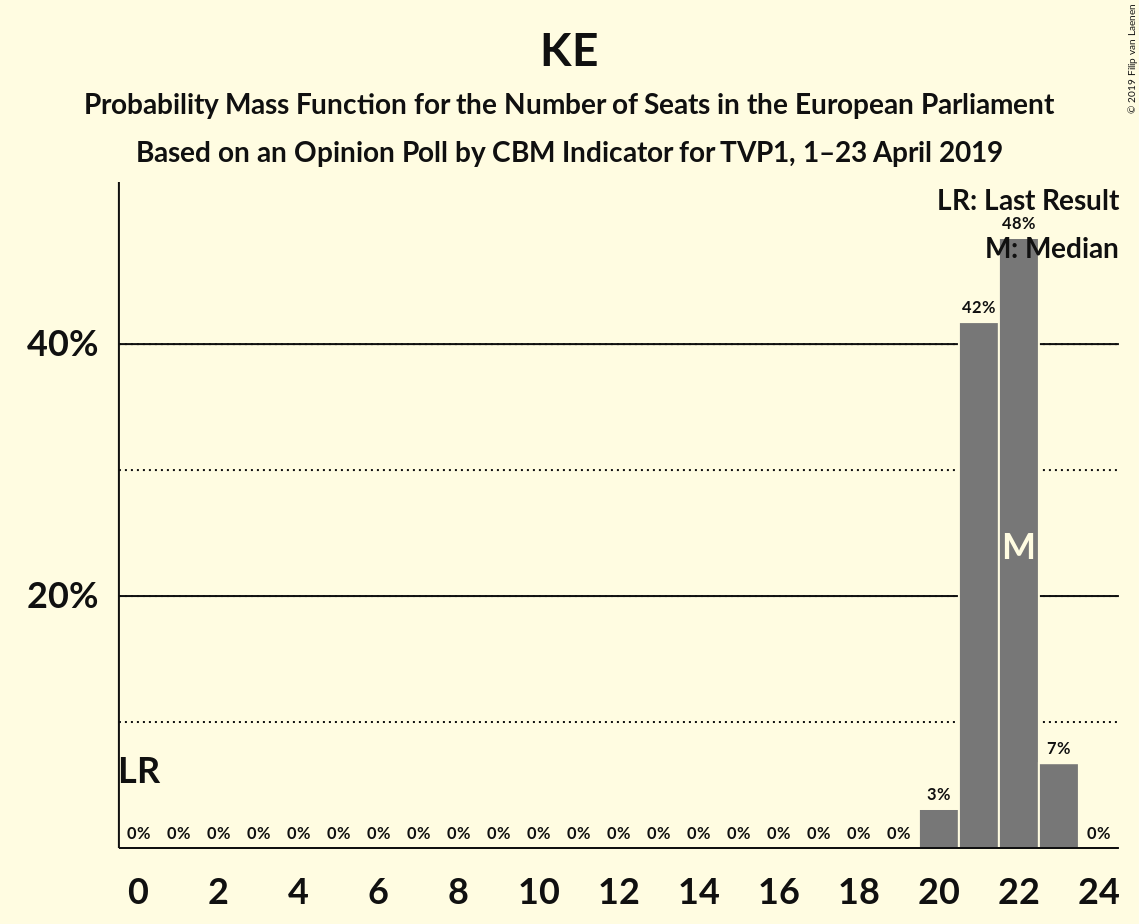 KE
Probability Mass Function for the Number of Seats in the European Parliament
Based on an Opinion Poll by CBM Indicator for TVP1, 1–23 April 2019
© 2019 Filip van Laenen
LR: Last Result
48%
M: Median
42%
40%
M
20%
7%
LR
3%
0% 0% 0% 0% 0% 0% 0% 0% 0% 0% 0% 0% 0% 0% 0% 0% 0% 0% 0% 0% 0%
0 2 4 6 8 10 12 14 16 18 20 22 24